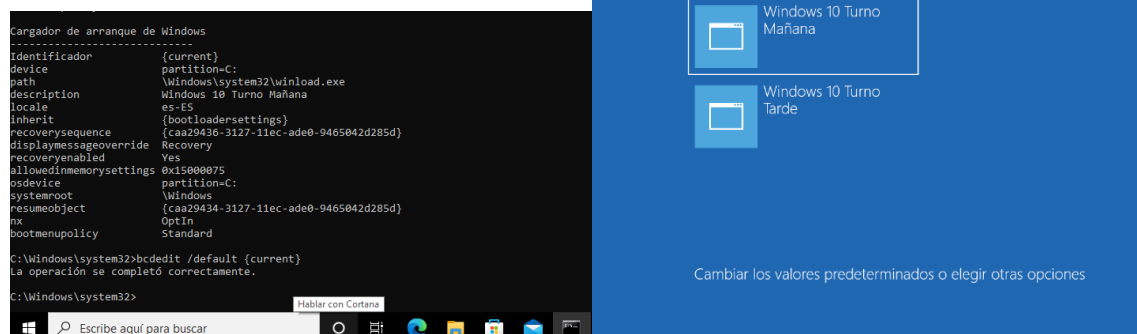 Cargador de arranque de Windows
-----------------------------
Identificador           {current}
device                  partition=C:
path                    \Windows\system32\winload.exe
description             Windows 10 Turno Mañana
locale                  es-ES
inherit                 {bootloadersettings}
recoverysequence        {caa29436-3127-11ec-ade0-9465042d285d}
displaymessageoverride  Recovery
recoveryenabled         Yes
allowedinmemorysettings 0x15000075
osdevice                partition=C:
systemroot              \Windows
resumeobject            {caa29434-3127-11ec-ade0-9465042d285d}
nx                      OptIn
bootmenupolicy          Standard
C:\Windows\system32>bcdedit /default {current}
La operación se completó correctamente.
C:\Windows\system32>
Hablar con Cortana
Escribe aquí para buscar
Windows 10 Turno
Mañana
Windows 10 Turno
Tarde
Cambiar los valores predeterminados o elegir otras opciones